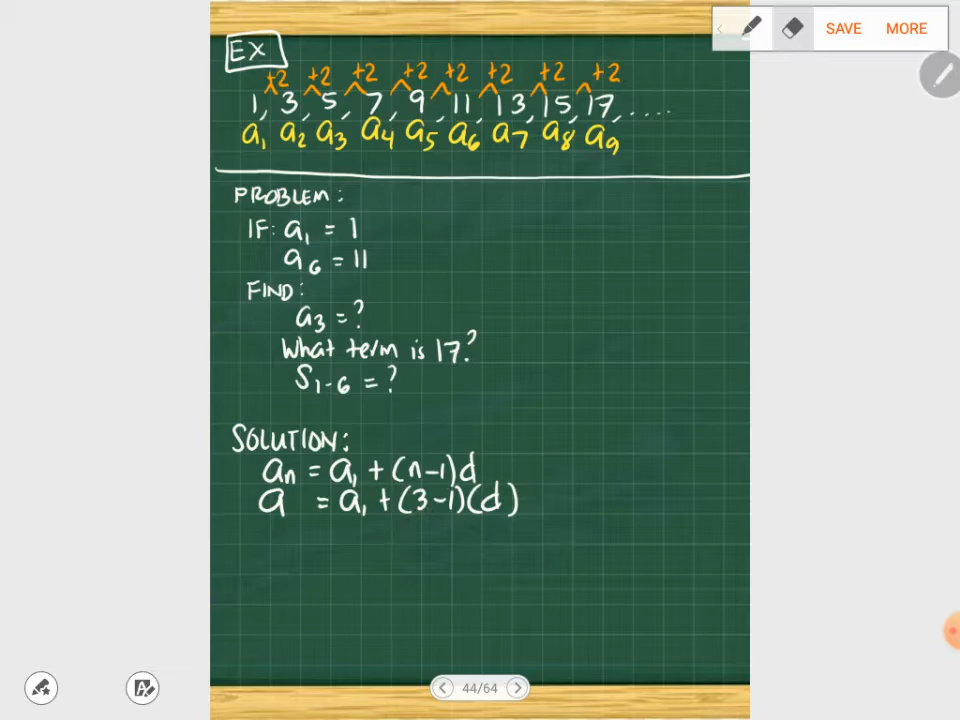 SAVE MORE
EX
+2 +2 +2 +2 +2 +2 +2 +2
1, 3, 5, 7, 9, 11, 13, 15, 17, ....
a1 a2 a3 a4 a5 a6 a7 a8 a9
PROBLEM:
IF: a1 = 1
a6 = 11
FIND:
a3 = ?
What term is 17?
S1-6 = ?
SOLUTION:
an = a1 + (n-1)d
a = a1 + (3-1)(d)
44/64